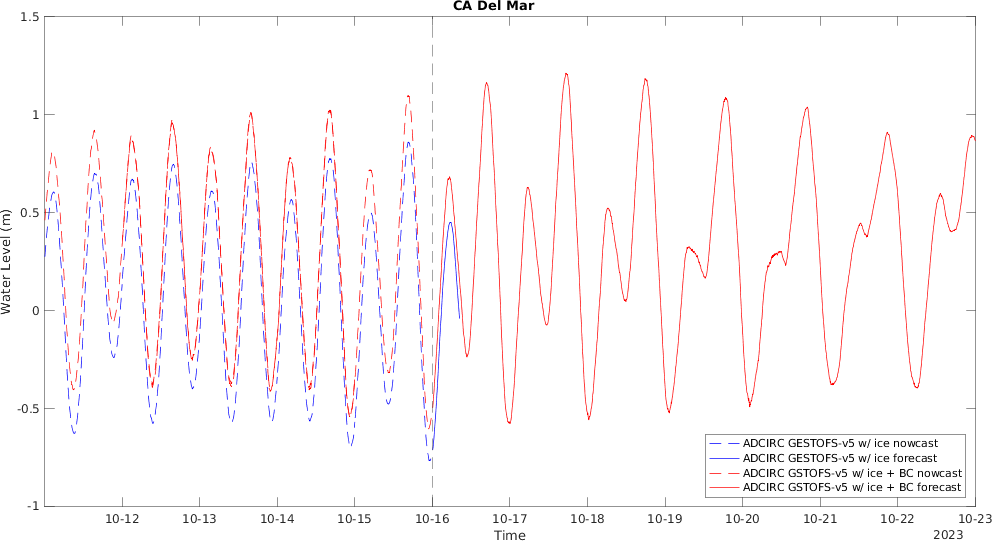 CA Del Mar
1.5
1
0.5
0
-0.5
-1
Water Level (m)
10-12 10-13 10-14 10-15 10-16 10-17 10-18 10-19 10-20 10-21 10-22 10-23
Time
2023
ADCIRC GESTOFS-v5 w/ ice nowcast
ADCIRC GESTOFS-v5 w/ ice forecast
ADCIRC GSTOFS-v5 w/ ice + BC nowcast
ADCIRC GSTOFS-v5 w/ ice + BC forecast